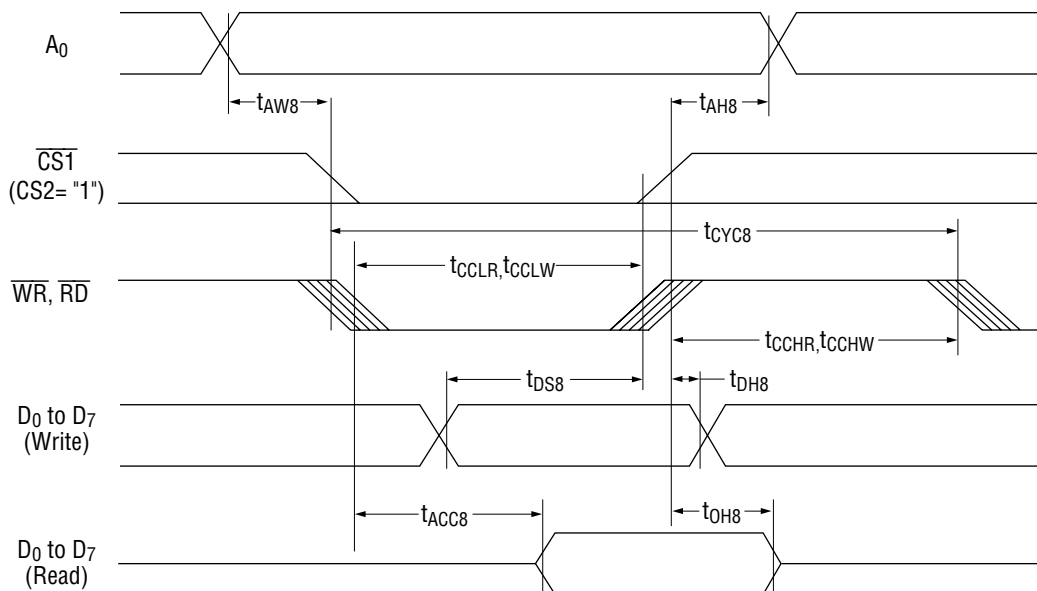 A0
tAW8
tAH8
CS1
(CS2= "1")
tCYC8
tCCLR,tCCLW
WR, RD
tCCHR,tCCHW
tDS8
tDH8
D0 to D7
(Write)
tACC8
tOH8
D0 to D7
(Read)